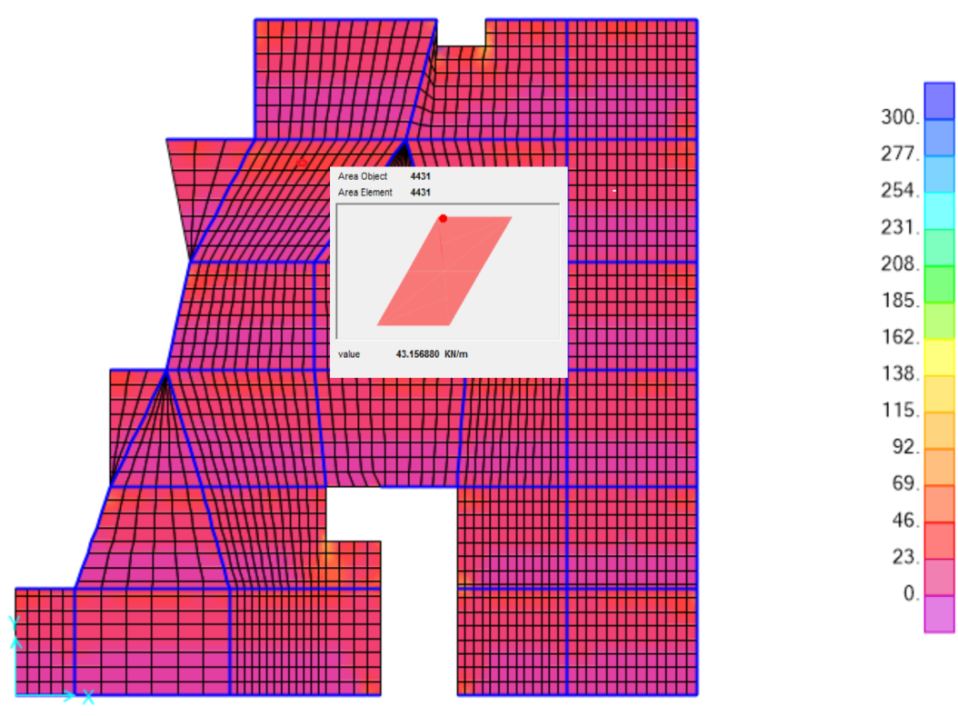 Area Object 4431
Area Element 4431
value 43.156880 KN/m
300.
277.
254.
231.
208.
185.
162.
138.
115.
92.
69.
46.
23.
0.
Y
X